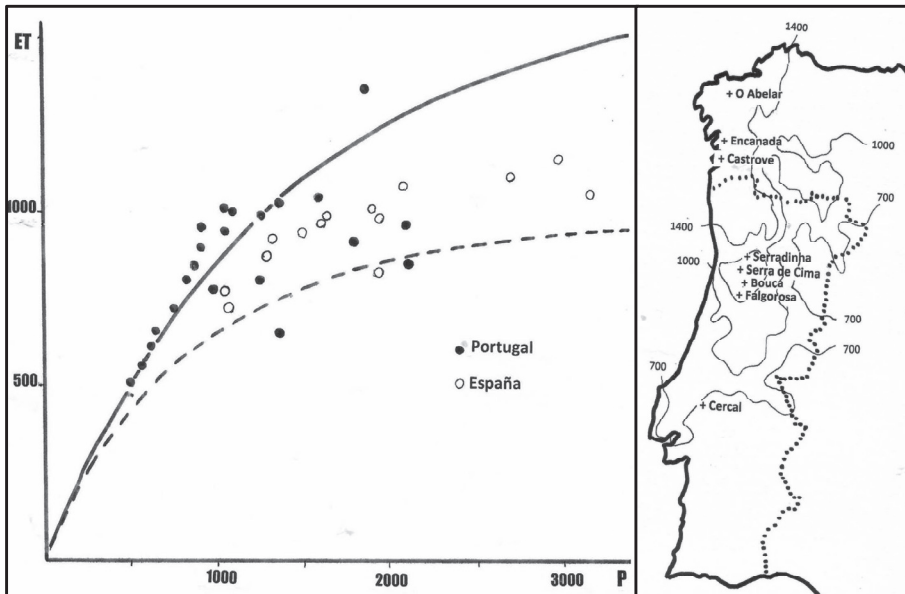 ET
1000
500
● Portugal
○ España
1000
2000
3000
P
1400
+ O Abelar
+ Encanada
+ Castrove
1000
700
1400
1000
+ Serradinha
+ Serra de Cima
+ Bouçã
+ Falgorosa
700
700
700
+ Cercal